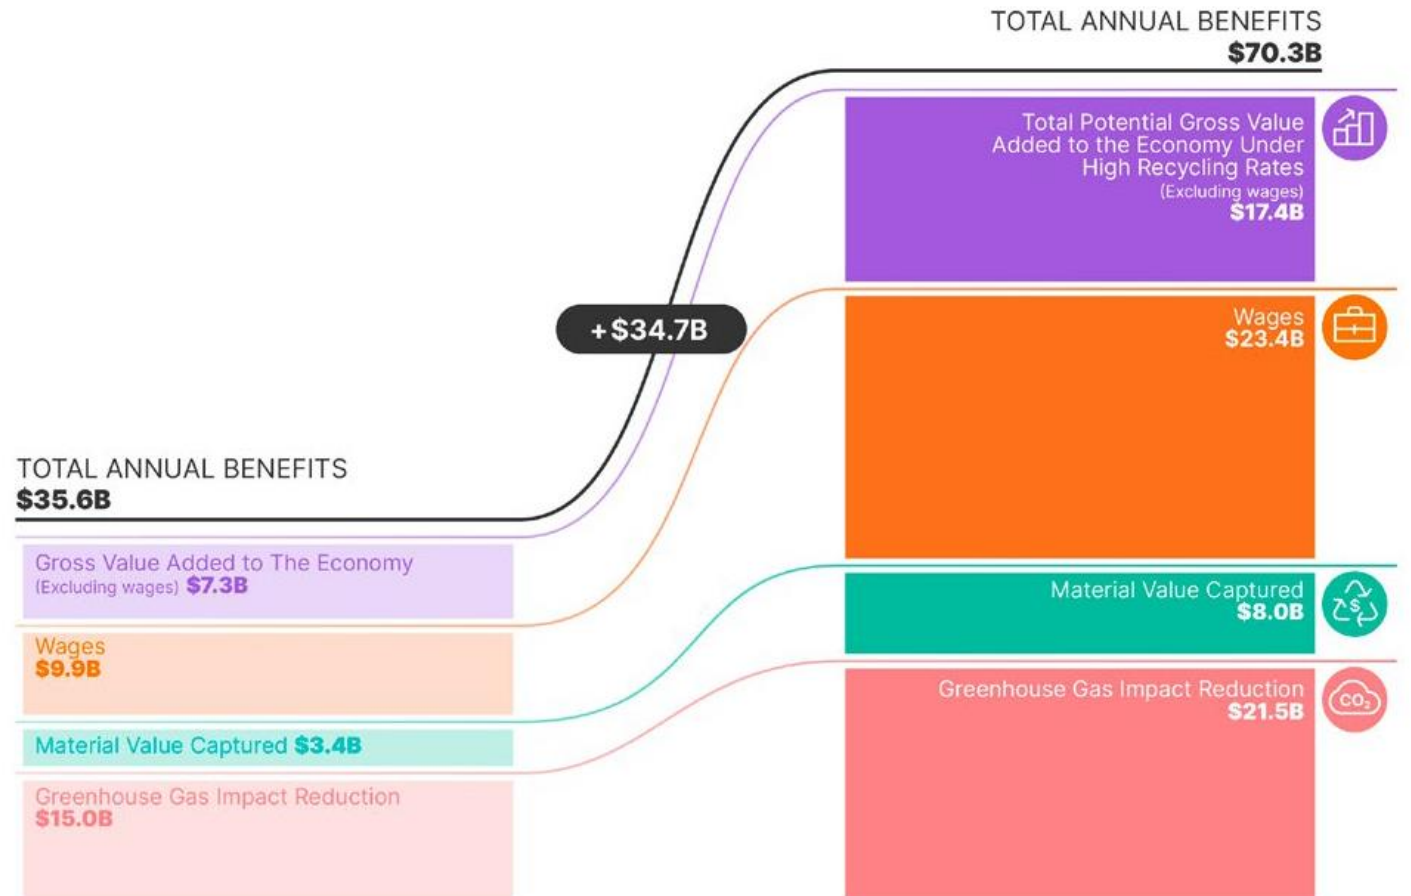 TOTAL ANNUAL BENEFITS
$70.3B
Total Potential Gross Value
Added to the Economy Under
High Recycling Rates
(Excluding wages)
$17.4B
Wages
$23.4B
+$34.7B
TOTAL ANNUAL BENEFITS
$35.6B
Gross Value Added to The Economy
(Excluding wages) $7.3B
Wages
$9.9B
Material Value Captured $3.4B
Greenhouse Gas Impact Reduction
$15.0B
Material Value Captured
$8.0B
$
Greenhouse Gas Impact Reduction
$21.5B
CO₂